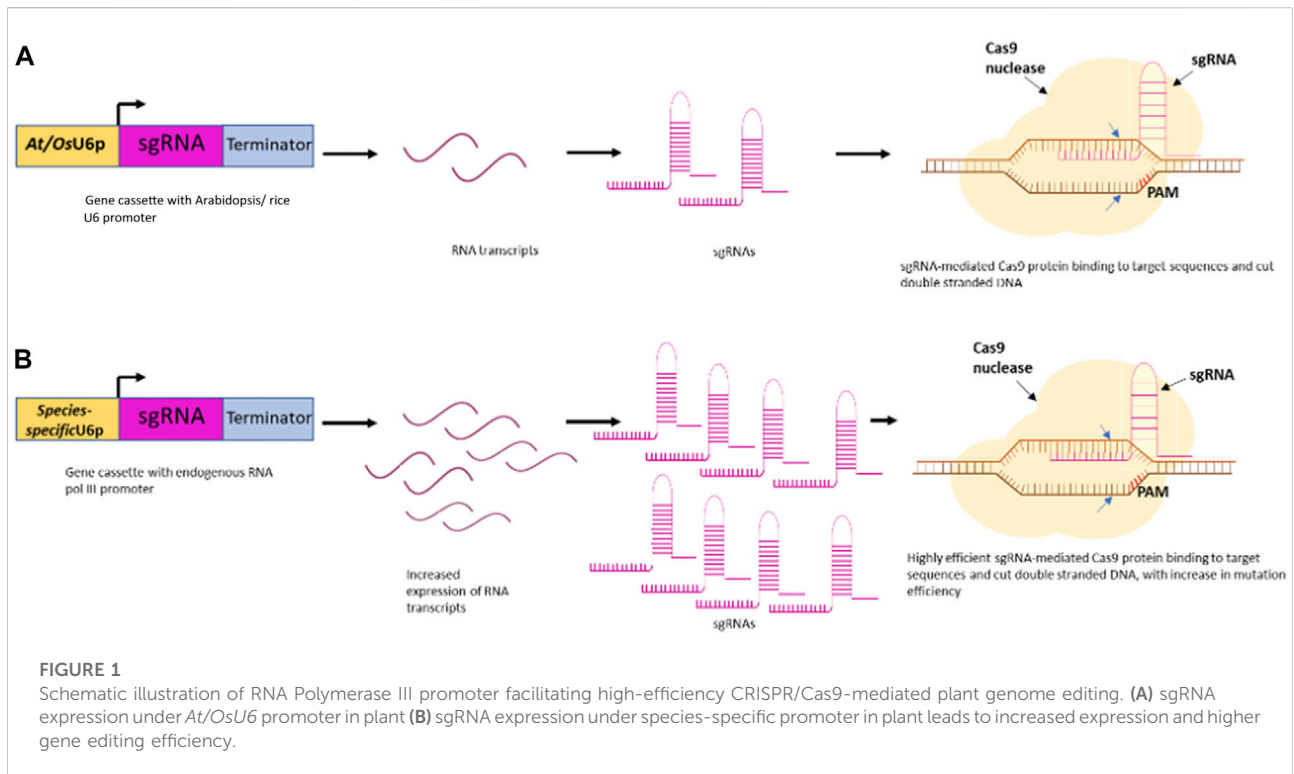 A
At/OsU6p
sgRNA
Terminator
Gene cassette with Arabidopsis/ rice
U6 promoter
RNA transcripts
sgRNAs
Cas9
nuclease
sgRNA
PAM
sgRNA-mediated Cas9 protein binding to target sequences and cut
double stranded DNA
B
Species-
specificU6p
sgRNA
Terminator
Gene cassette with endogenous RNA
pol III promoter
Increased
expression of RNA
transcripts
sgRNAs
Cas9
nuclease
sgRNA
PAM
Highly efficient sgRNA-mediated Cas9 protein binding to target
sequences and cut double stranded DNA, with increase in mutation
efficiency
FIGURE 1
Schematic illustration of RNA Polymerase III promoter facilitating high-efficiency CRISPR/Cas9-mediated plant genome editing. (A) sgRNA
expression under At/OsU6 promoter in plant (B) sgRNA expression under species-specific promoter in plant leads to increased expression and higher
gene editing efficiency.